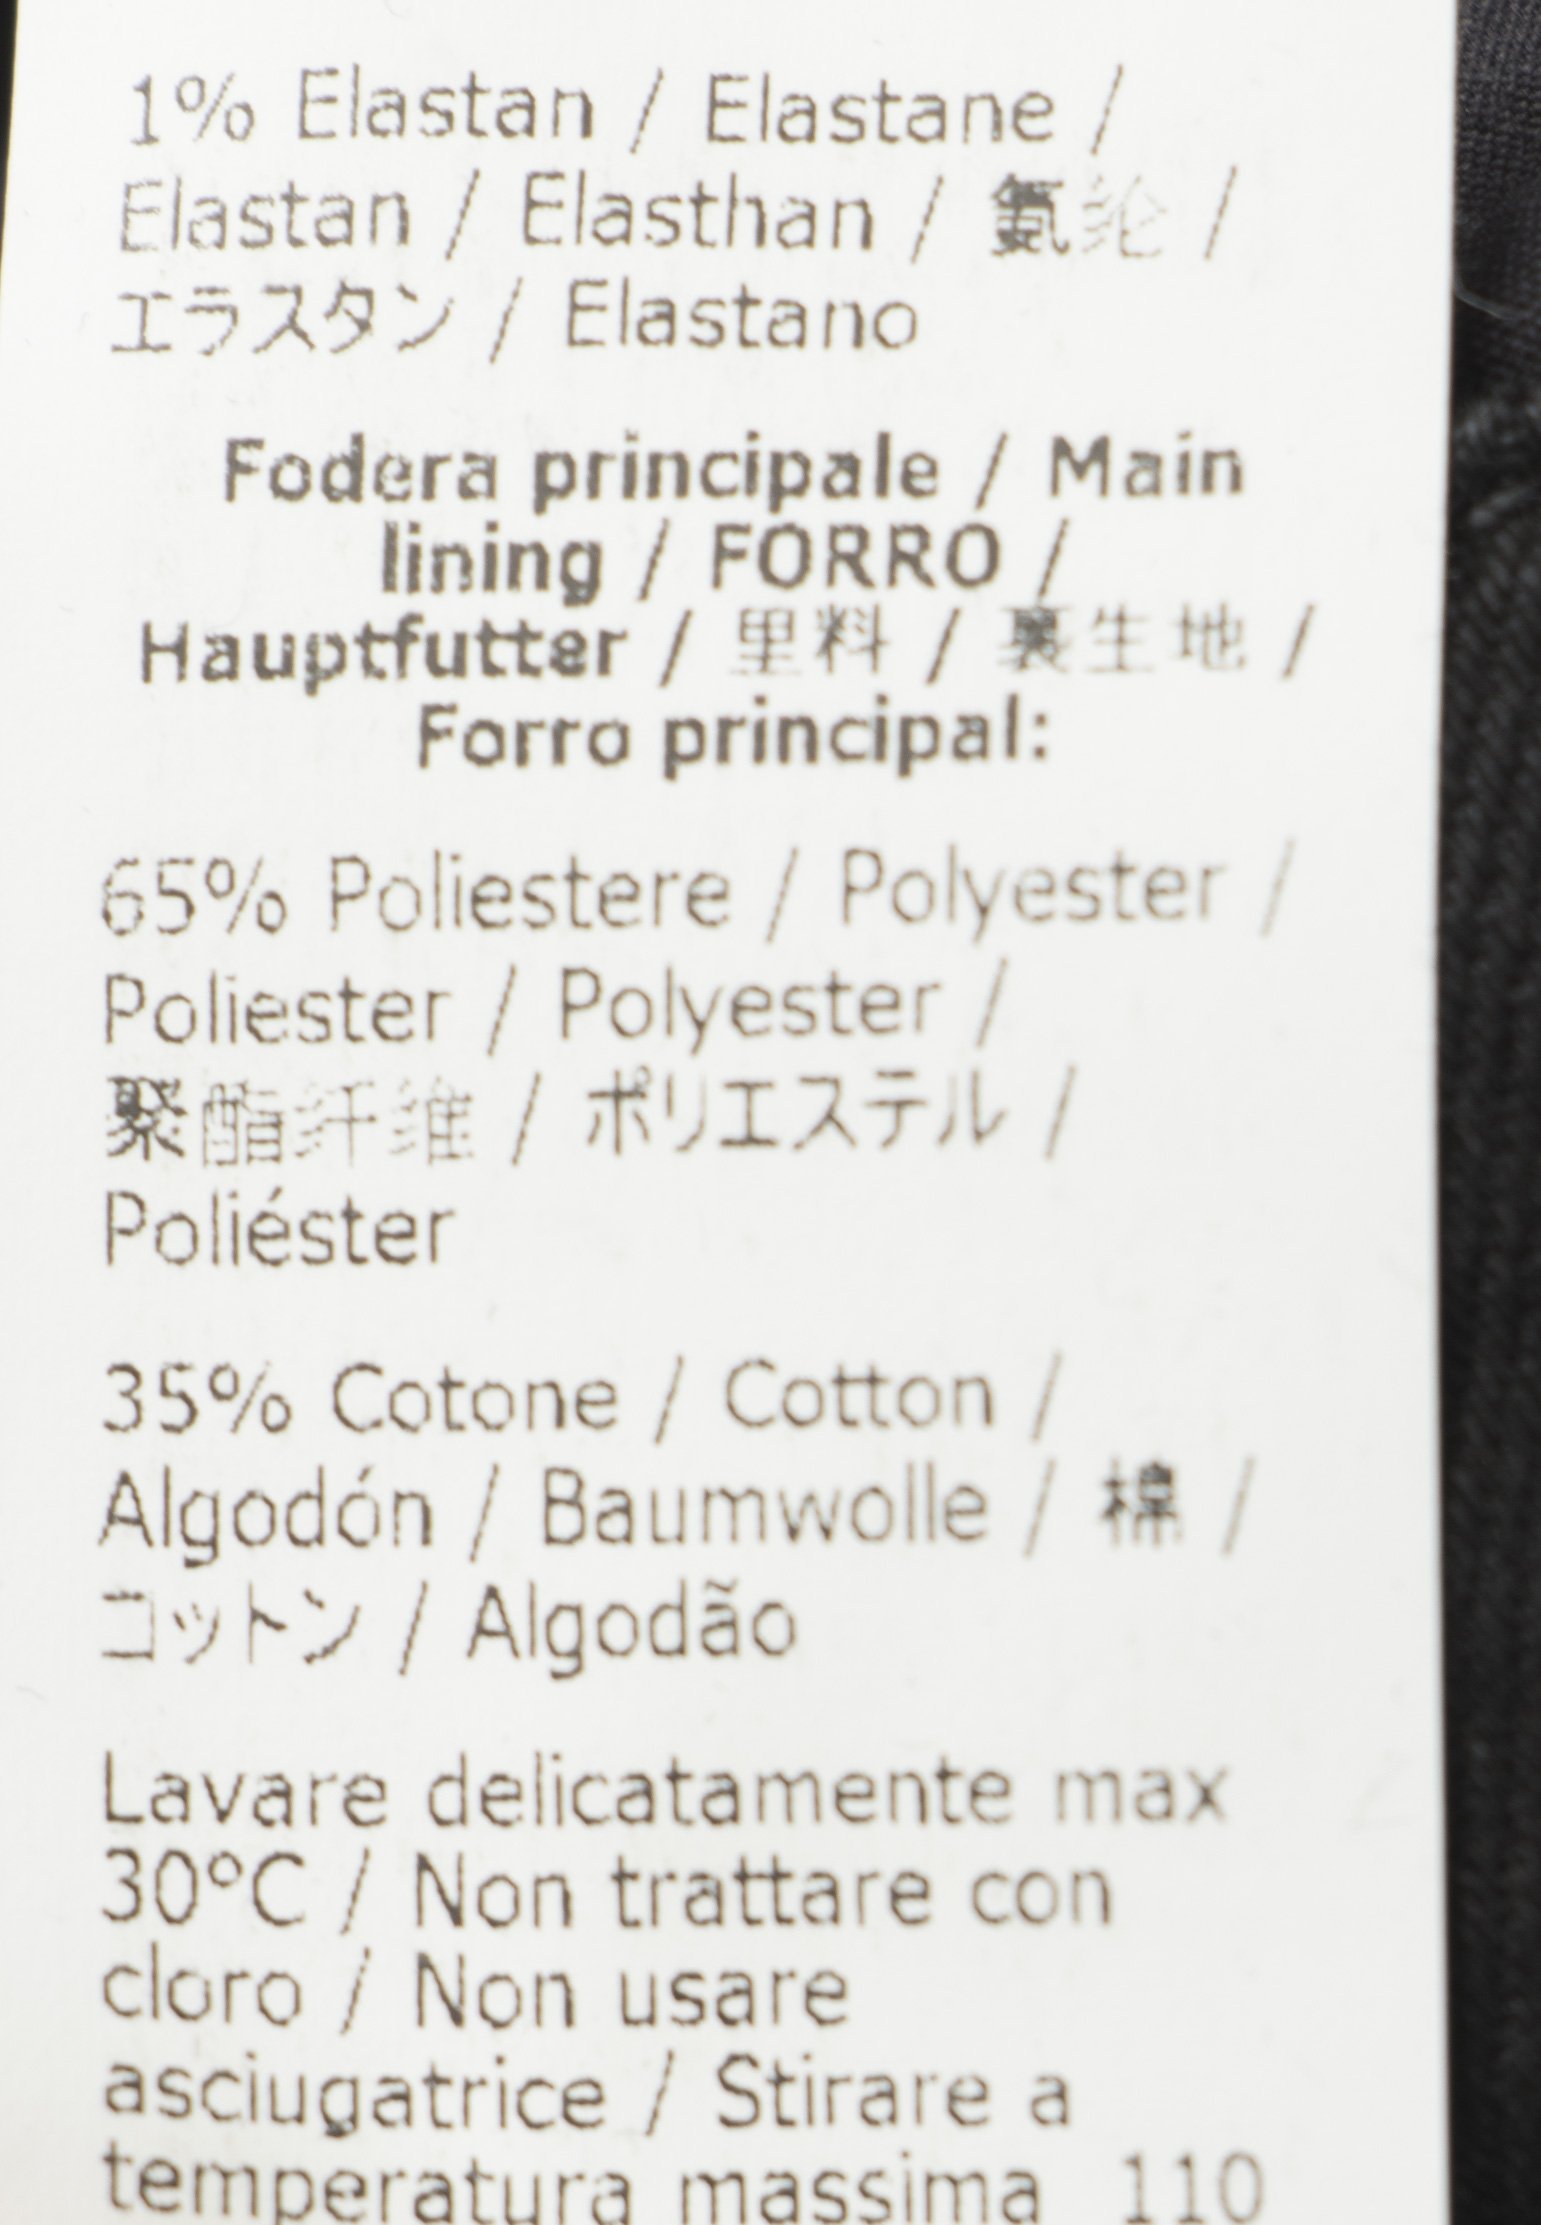 1% Elastan / Elastane /
Elastan / Elasthan / 氨纶 /
エラスタン / Elastano
Fodera principale / Main
lining / FORRO /
Hauptfutter / 里料 / 裏生地 /
Forro principal:
65% Poliestere / Polyester /
Poliester / Polyester /
聚酯纤维 / ポリエステル /
Poliéster
35% Cotone / Cotton /
Algodón / Baumwolle / 棉 /
コットン / Algodão
Lavare delicatamente max
30°C / Non trattare con
cloro / Non usare
asciugatrice / Stirare a
temperatura massima 110